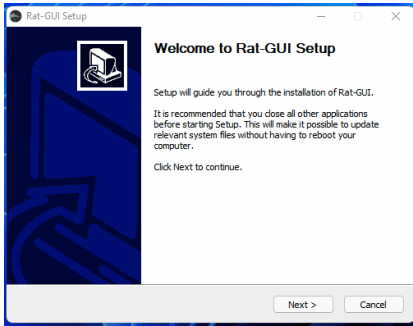 Rat-GUI Setup
Welcome to Rat-GUI Setup
Setup will guide you through the installation of Rat-GUI.
It is recommended that you close all other applications
before starting Setup. This will make it possible to update
relevant system files without having to reboot your
computer.
Click Next to continue.
Next > Cancel